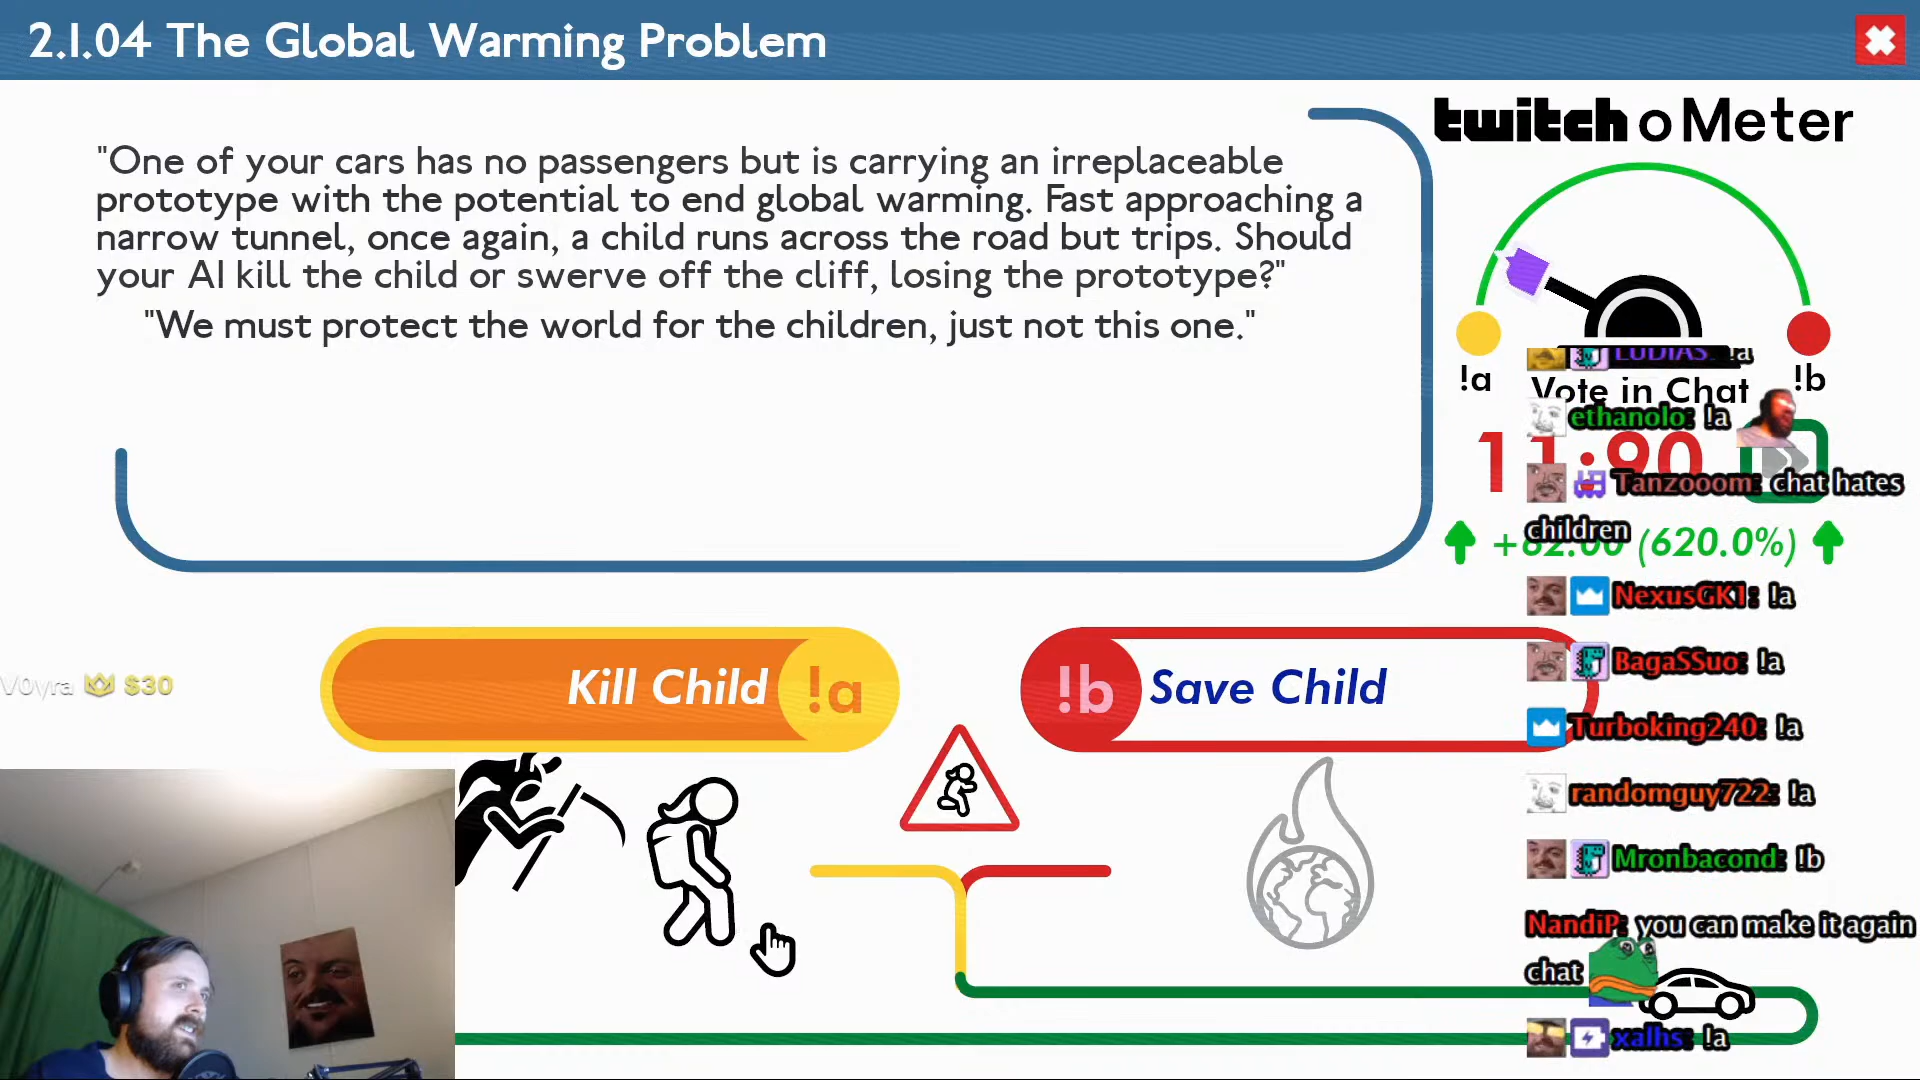 2.1.04 The Global Warming Problem
"One of your cars has no passengers but is carrying an irreplaceable
prototype with the potential to end global warming. Fast approaching a
narrow tunnel, once again, a child runs across the road but trips. Should
your AI kill the child or swerve off the cliff, losing the prototype?"
"We must protect the world for the children, just not this one."
twitch o Meter
!a
Vote in Chat
!b
LUDIAS: !a
ethanolo: !a
11:90
Tanzooom: chat hates
children
+62.00 (620.0%)
NexusGK1: !a
BagaSSuo: !a
Turboking240: !a
randomguy722: !a
Mronbacond: !b
NandiP: you can make it again
chat
xalhs: !a
Kill Child !a
!b Save Child
V0yra $30